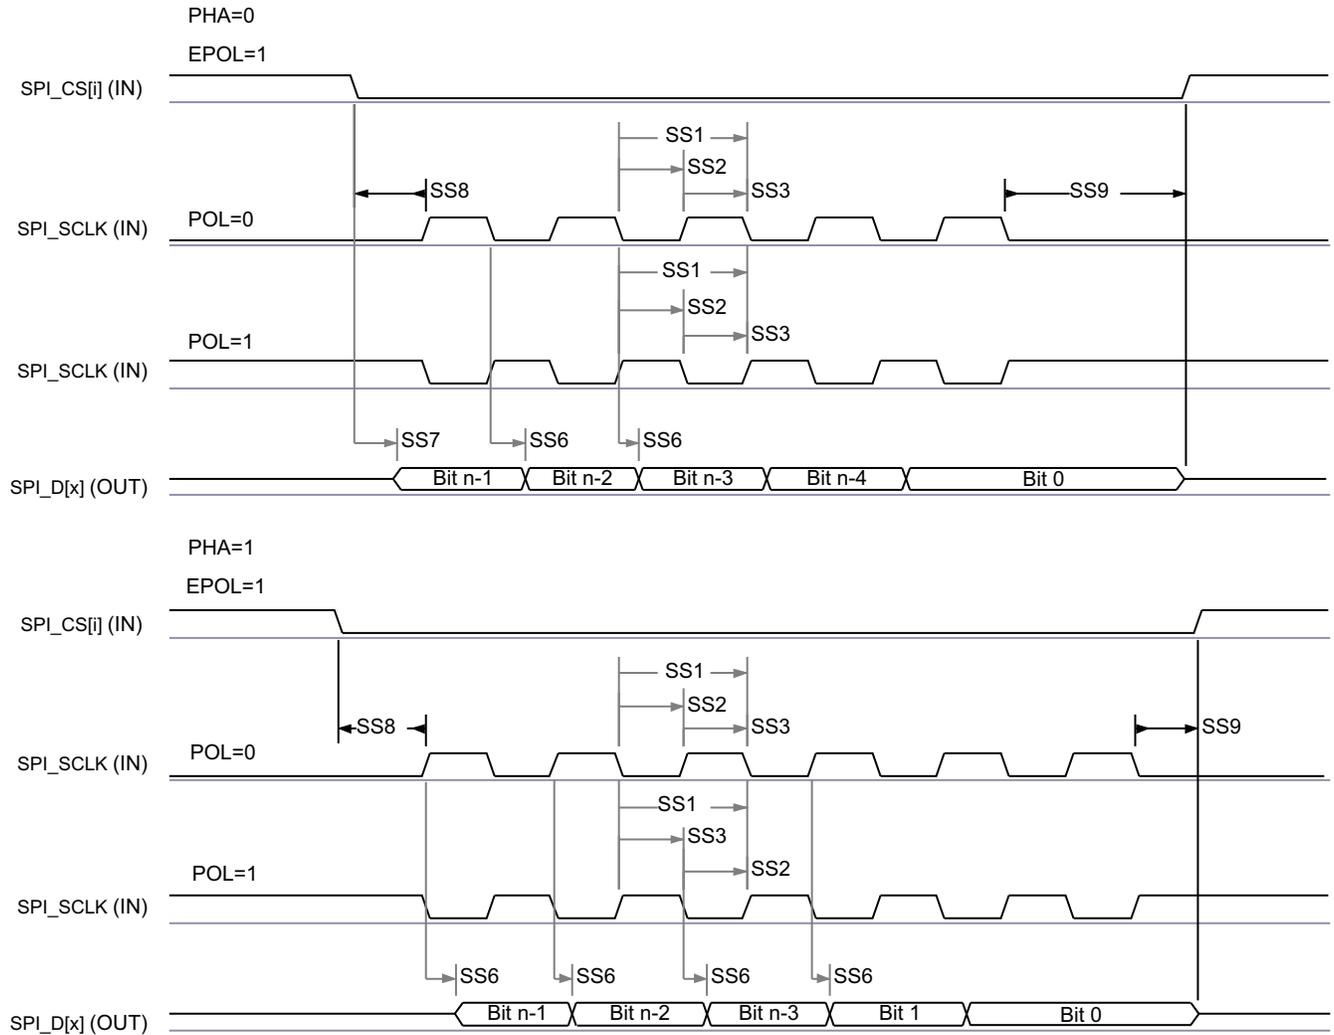 PHA=0
EPOL=1
SPI_CS[i] (IN)
SS1
SS2
SS8
SS3
SS9
POL=0
SPI_SCLK (IN)
SS1
SS2
SS3
POL=1
SPI_SCLK (IN)
SS7
SS6
SS6
SPI_D[x] (OUT)
Bit n-1
Bit n-2
Bit n-3
Bit n-4
Bit 0
PHA=1
EPOL=1
SPI_CS[i] (IN)
SS1
SS2
SS8
SS3
SS9
POL=0
SPI_SCLK (IN)
SS1
SS3
SS2
POL=1
SPI_SCLK (IN)
SS6
SS6
SS6
SS6
SPI_D[x] (OUT)
Bit n-1
Bit n-2
Bit n-3
Bit 1
Bit 0